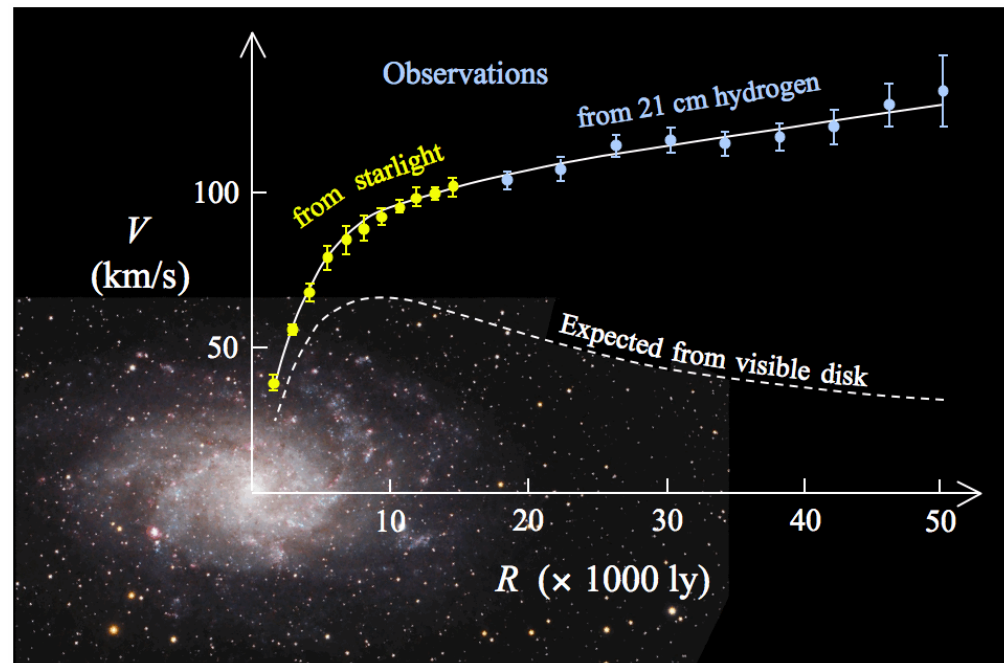 Observations
from 21 cm hydrogen
from starlight
100
V
(km/s)
50
Expected from visible disk
10 20 30 40 50
R (× 1000 ly)